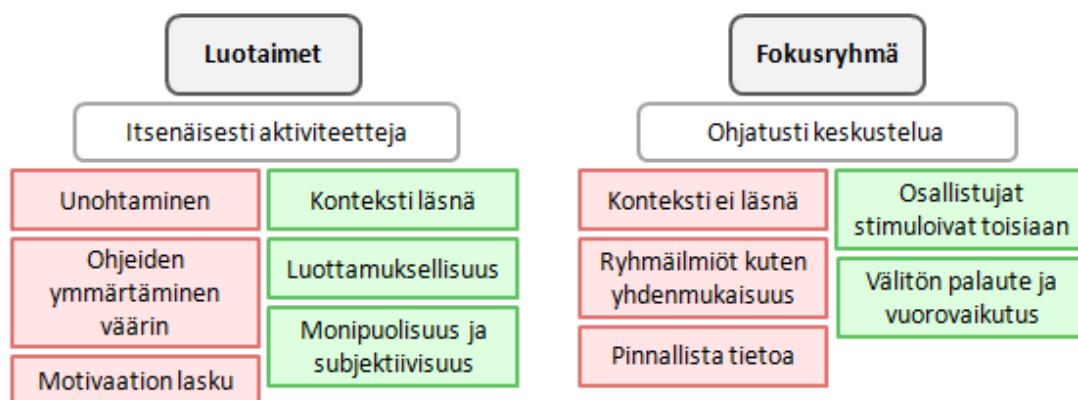 Luotaimet
Itsenäisesti aktiviteetteja
Unohtaminen
Ohjeiden
ymmärtäminen
väärin
Motivaation lasku
Konteksti läsnä
Luottamuksellisuus
Monipuolisuus ja
subjektiivisuus
Fokusryhmä
Ohjatusti keskustelua
Konteksti ei läsnä
Ryhmäilmiöt kuten
yhdenmukaisuus
Pinnallista tietoa
Osallistujat
stimuloivat toisiaan
Välitön palaute ja
vuorovaikutus